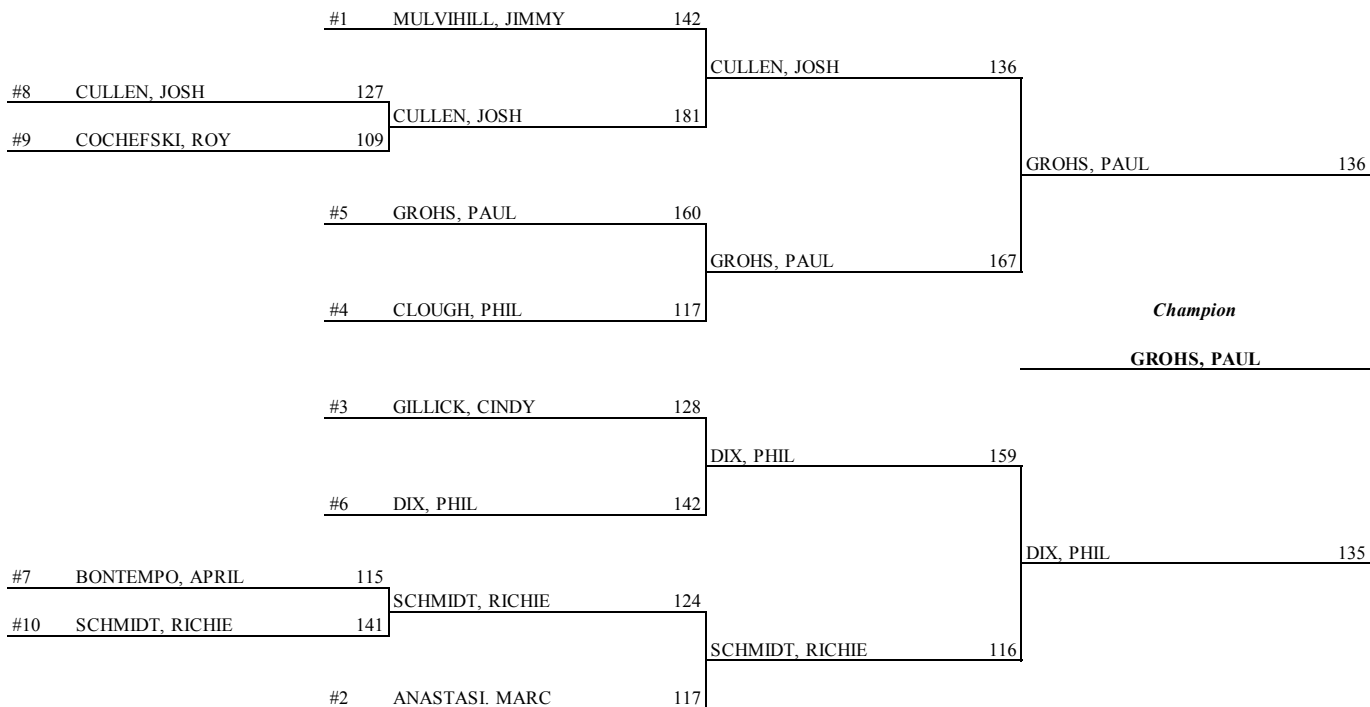 #1 MULVIHILL, JIMMY 142
CULLEN, JOSH 136
#8 CULLEN, JOSH 127
CULLEN, JOSH 181
#9 COCHEFSKI, ROY 109
GROHS, PAUL 136
#5 GROHS, PAUL 160
GROHS, PAUL 167
#4 CLOUGH, PHIL 117
Champion
GROHS, PAUL
#3 GILLICK, CINDY 128
DIX, PHIL 159
#6 DIX, PHIL 142
DIX, PHIL 135
#7 BONTEMPO, APRIL 115
SCHMIDT, RICHIE 124
#10 SCHMIDT, RICHIE 141
SCHMIDT, RICHIE 116
#2 ANASTASI. MARC 117